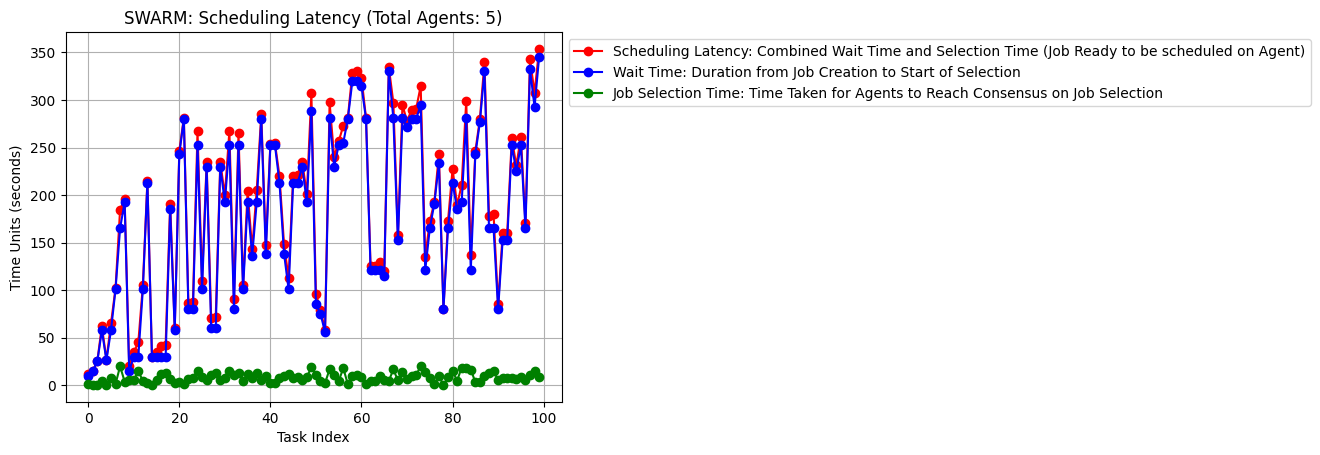 SWARM: Scheduling Latency (Total Agents: 5)
Scheduling Latency: Combined Wait Time and Selection Time (Job Ready to be scheduled on Agent)
Wait Time: Duration from Job Creation to Start of Selection
Job Selection Time: Time Taken for Agents to Reach Consensus on Job Selection
Time Units (seconds)
350
300
250
200
150
100
50
0
0 20 40 60 80 100
Task Index